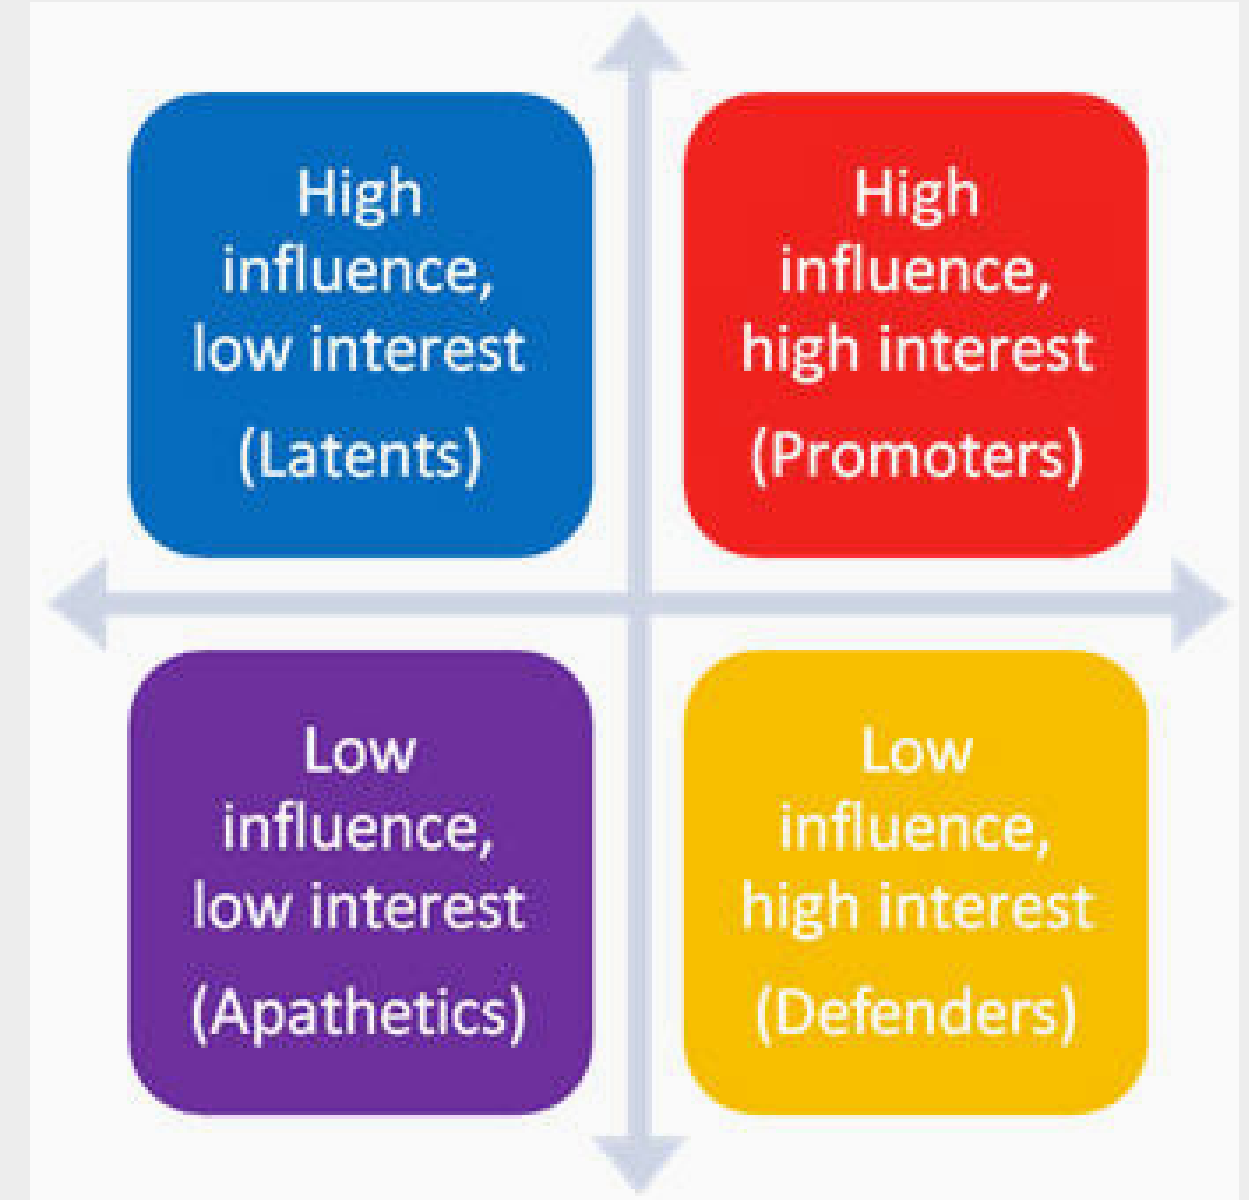 High
influence,
low interest
(Latents)
High
influence,
high interest
(Promoters)
Low
influence,
low interest
(Apathetics)
Low
influence,
high interest
(Defenders)